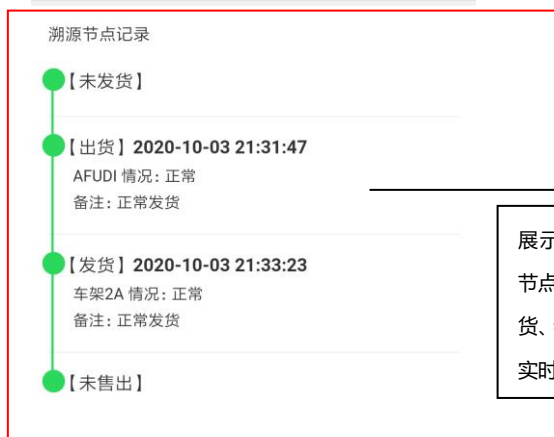 溯源节点记录
【未发货】
【出货】2020-10-03 21:31:47
AFUDI 情况：正常
备注：正常发货
【发货】2020-10-03 21:33:23
车架2A 情况：正常
备注：正常发货
【未售出】
展示
节点
货、
实时